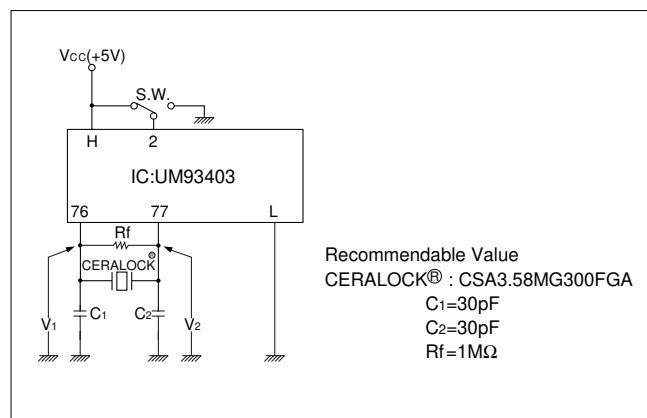 Vcc(+5V)
S.W.
H 2
IC:UM93403
76 77 L
Rf
CERALOCK®
C1 C2
V1 V2
Recommendable Value
CERALOCK® : CSA3.58MG300FGA
C1=30pF
C2=30pF
Rf=1MΩ